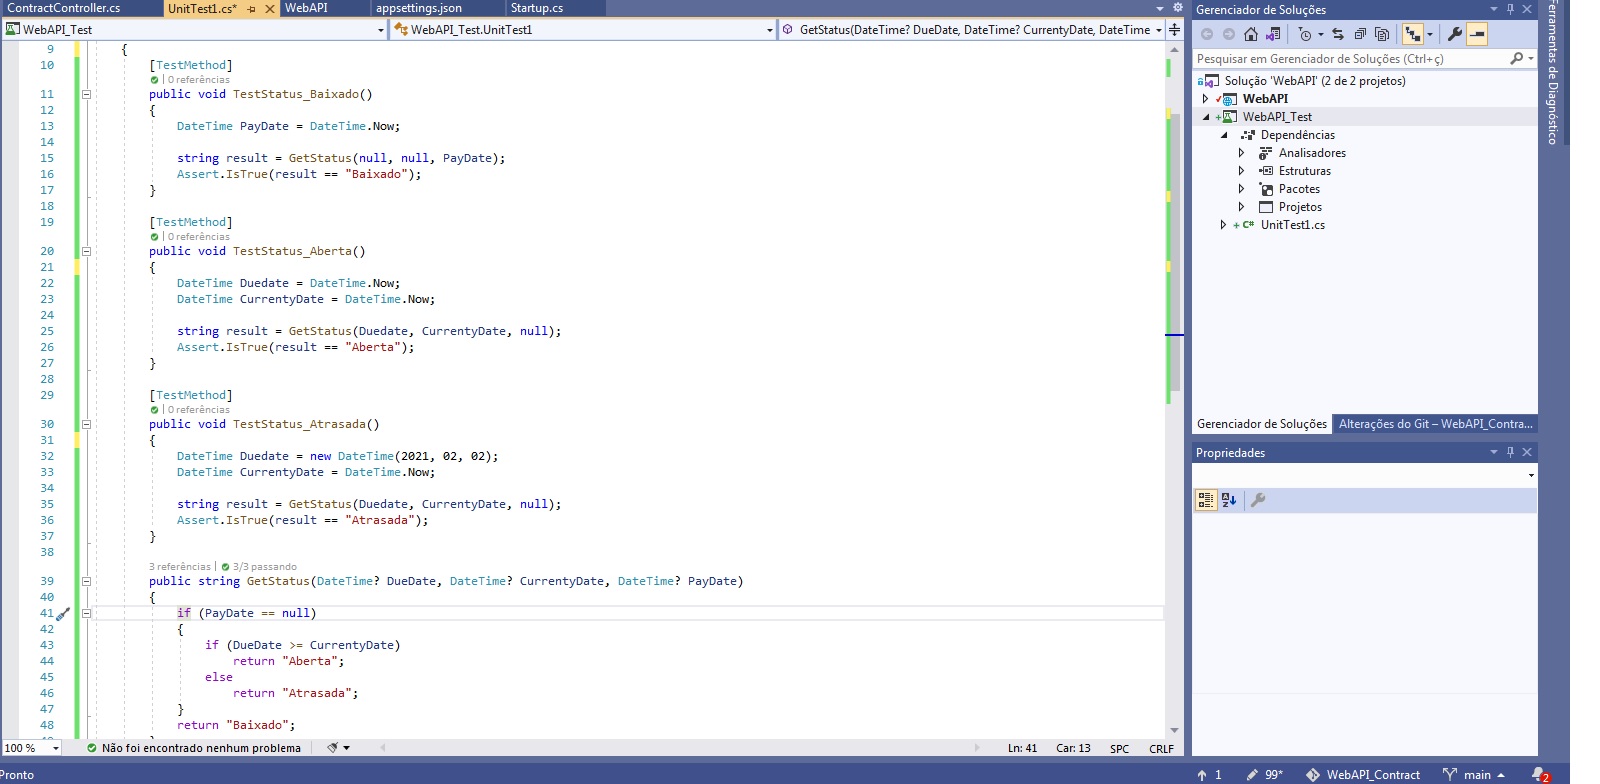 ContractController.cs UnitTest1.cs* WebAPI appsettings.json Startup.cs
WebAPI_Test WebAPI_Test.UnitTest1 GetStatus(DateTime? DueDate, DateTime? CurrentyDate, DateTime
9 {
10 [TestMethod]
0 referências
11 public void TestStatus_Baixado()
12 {
13 DateTime PayDate = DateTime.Now;
14
15 string result = GetStatus(null, null, PayDate);
16 Assert.IsTrue(result == "Baixado");
17 }
18
19 [TestMethod]
0 referências
20 public void TestStatus_Aberta()
21 {
22 DateTime Duedate = DateTime.Now;
23 DateTime CurrentyDate = DateTime.Now;
24
25 string result = GetStatus(Duedate, CurrentyDate, null);
26 Assert.IsTrue(result == "Aberta");
27 }
28
29 [TestMethod]
0 referências
30 public void TestStatus_Atrasada()
31 {
32 DateTime Duedate = new DateTime(2021, 02, 02);
33 DateTime CurrentyDate = DateTime.Now;
34
35 string result = GetStatus(Duedate, CurrentyDate, null);
36 Assert.IsTrue(result == "Atrasada");
37 }
38
3 referências | 3/3 passando
39 public string GetStatus(DateTime? DueDate, DateTime? CurrentyDate, DateTime? PayDate)
40 {
41 if (PayDate == null)
42 {
43 if (DueDate >= CurrentyDate)
44 return "Aberta";
45 else
46 return "Atrasada";
47 }
48 return "Baixado";
100 % Não foi encontrado nenhum problema Ln: 41 Car: 13 SPC CRLF
Gerenciador de Soluções
Pesquisar em Gerenciador de Soluções (Ctrl+ç)
Solução 'WebAPI' (2 de 2 projetos)
WebAPI
WebAPI_Test
Dependências
Analisadores
Estruturas
Pacotes
Projetos
C# UnitTest1.cs
Gerenciador de Soluções Alterações do Git – WebAPI_Contra...
Propriedades
Ferramentas de Diagnóstico
Pronto 1 99* WebAPI_Contract main 2